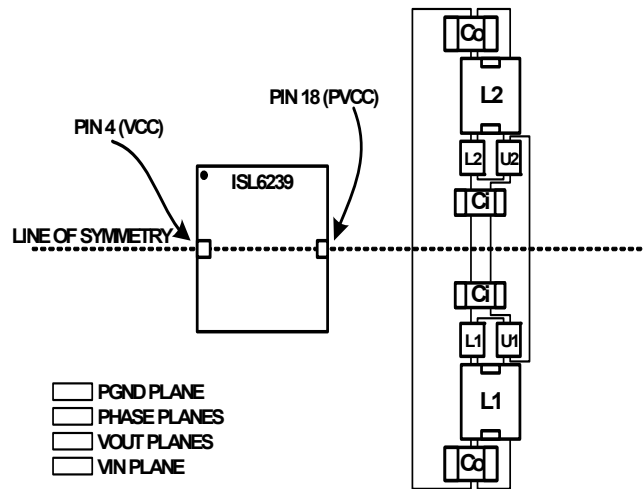 Co
L2
PIN 18 (PVCC)
PIN 4 (VCC)
L2 U2
ISL6239
Ci
LINE OF SYMMETRY
Ci
L1 U1
PGND PLANE
PHASE PLANES
L1
VOUT PLANES
VIN PLANE
Co